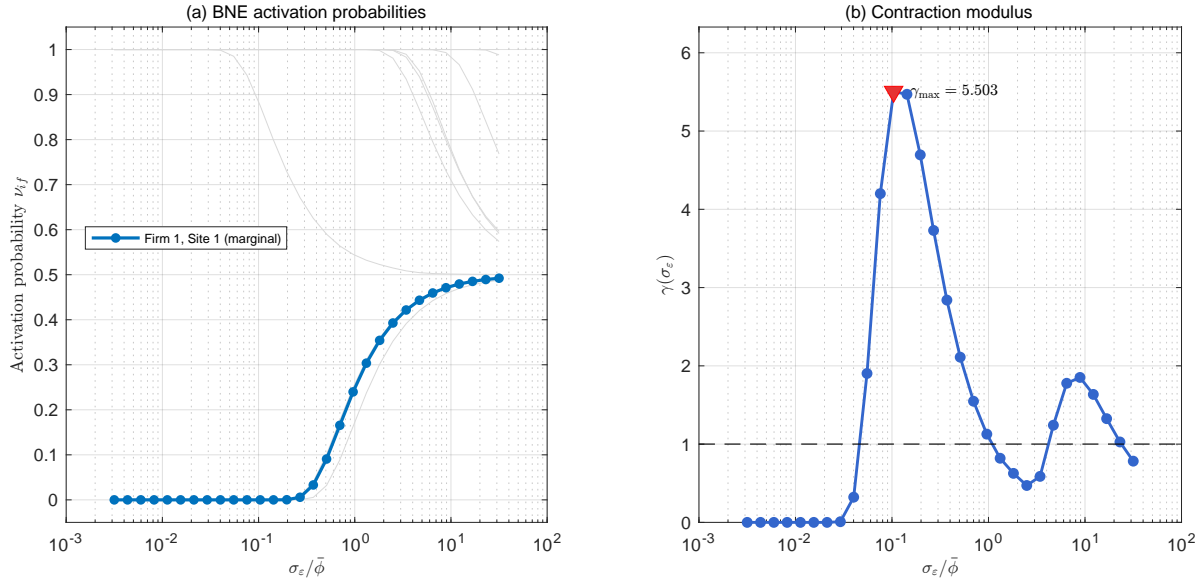 (a) BNE activation probabilities
Activation probability ν_{if}
1
0.9
0.8
0.7
0.6
0.5
0.4
0.3
0.2
0.1
0
Firm 1, Site 1 (marginal)
10^{-3} 10^{-2} 10^{-1} 10^{0} 10^{1} 10^{2}
σ_ε/φ̄
(b) Contraction modulus
γ(σ_ε)
6
5
4
3
2
1
0
γ_{max} = 5.503
10^{-3} 10^{-2} 10^{-1} 10^{0} 10^{1} 10^{2}
σ_ε/φ̄